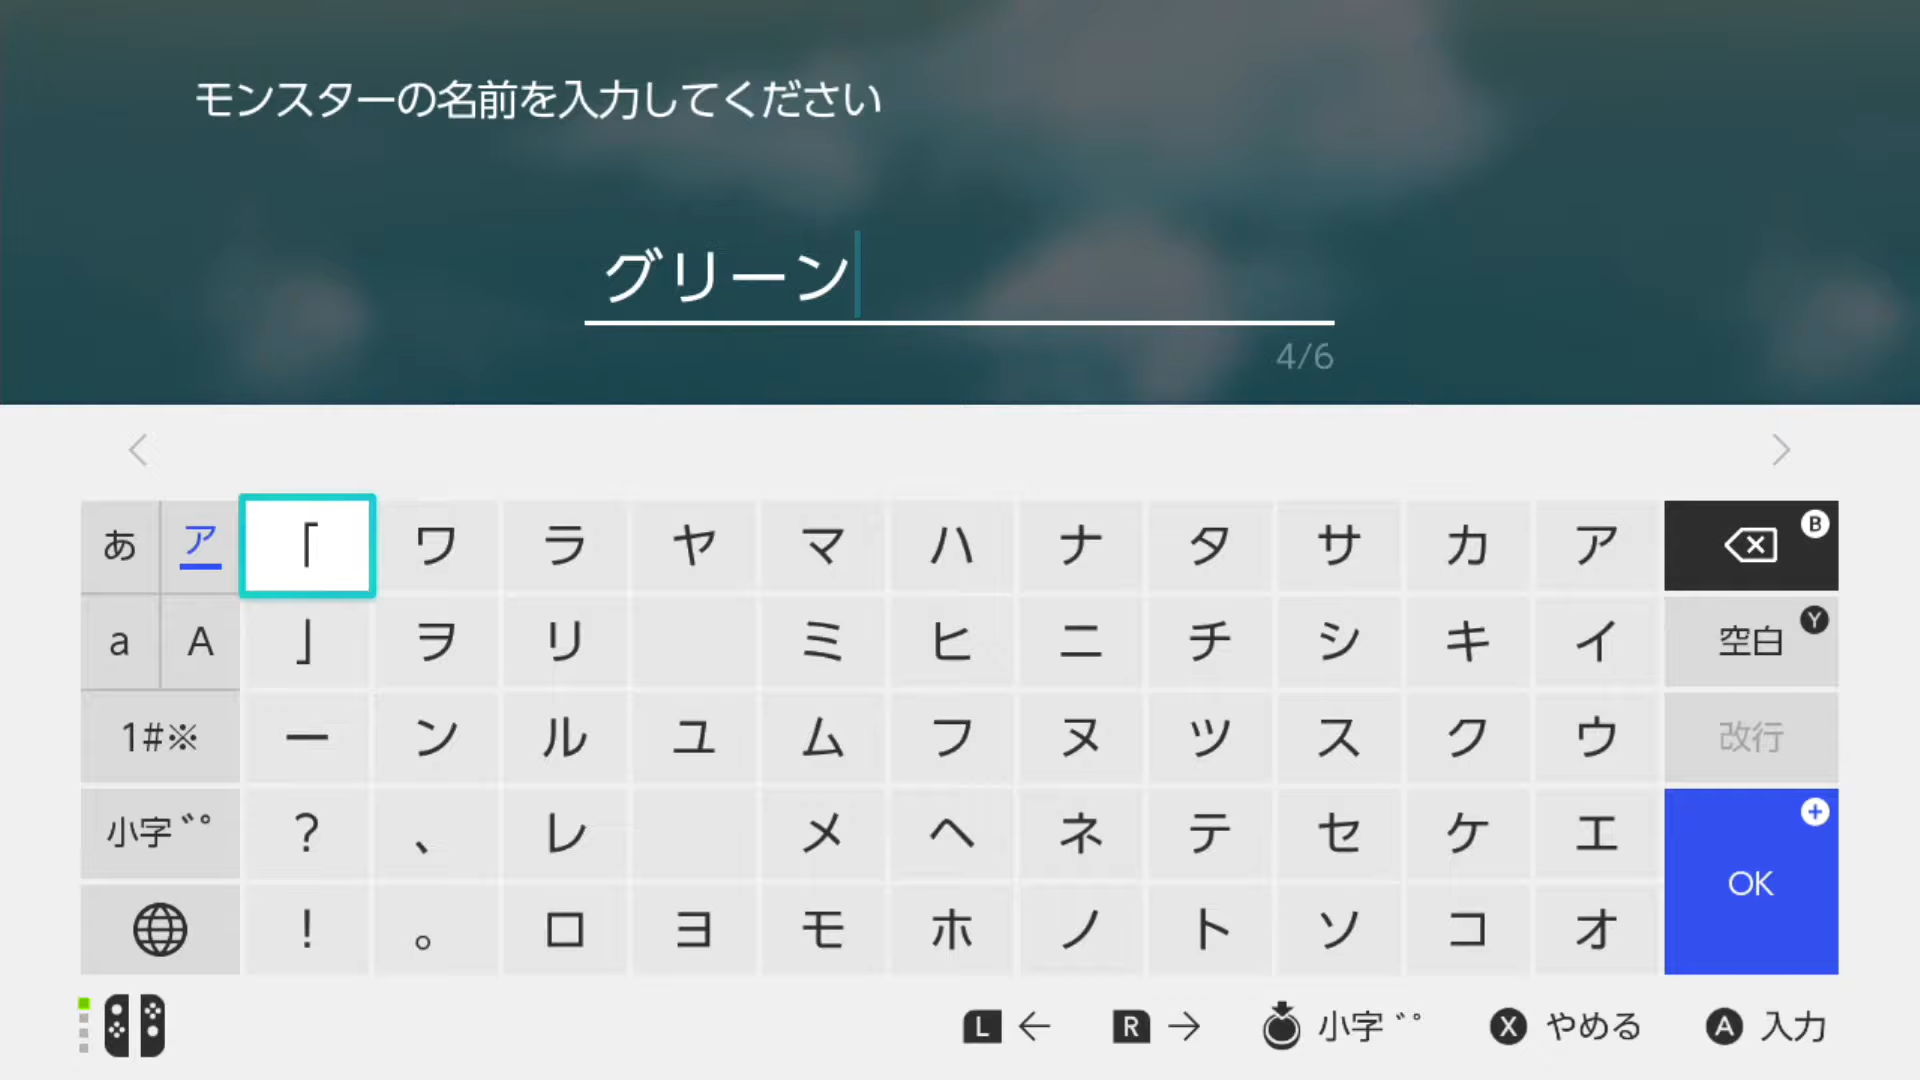 モンスターの名前を入力してください
グリーン
4/6
あ ア 「 ワ ラ ヤ マ ハ ナ タ サ カ ア B
a A 」 ヲ リ ミ ヒ ニ チ シ キ イ 空白 Y
1#※ ー ン ル ユ ム フ ヌ ツ ス ク ウ 改行
小字゛゜ ? 、 レ メ ヘ ネ テ セ ケ エ
! 。 ロ ヨ モ ホ ノ ト ソ コ オ OK
L ← R → 小字゛゜ X やめる A 入力